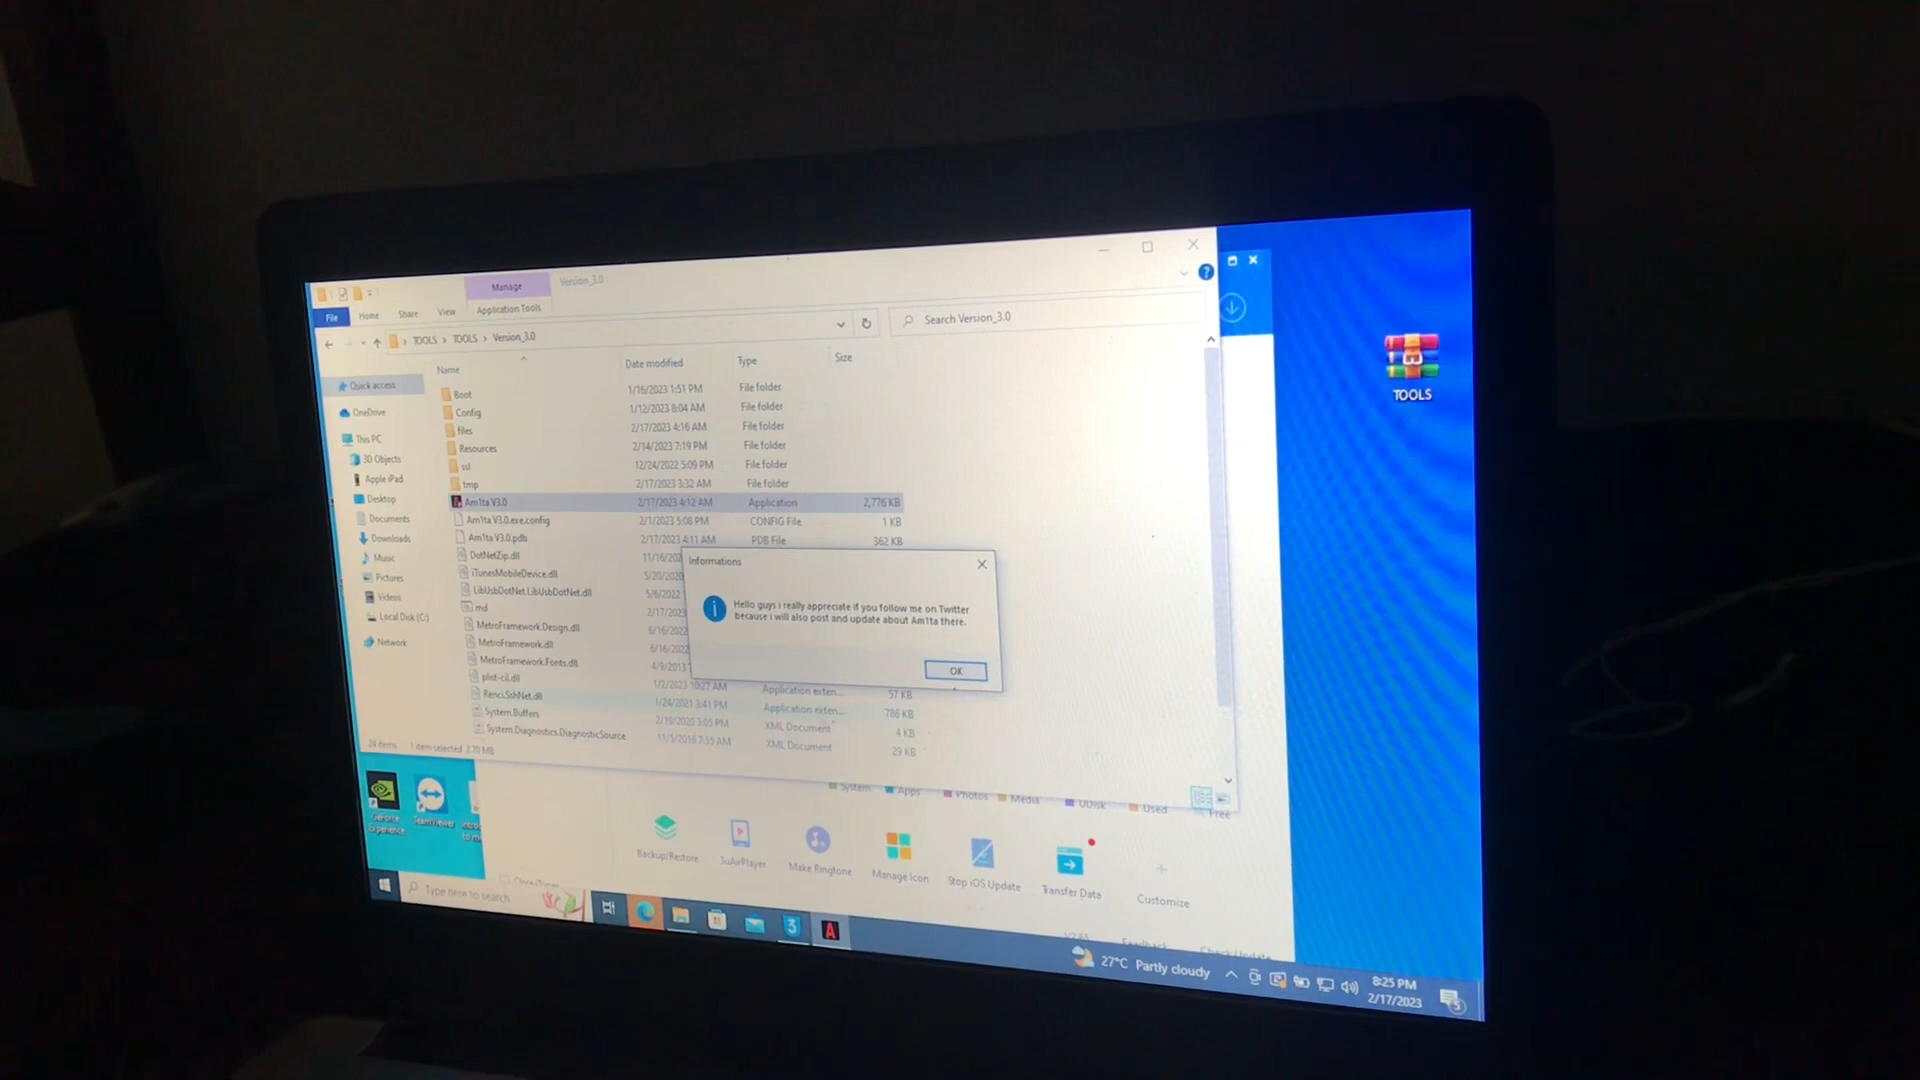 Manage
Version_3.0
File
Home
Share
View
Application Tools
TOOLS › TOOLS › Version_3.0
Search Version_3.0
Name
Date modified
Type
Size
Quick access
OneDrive
This PC
3D Objects
Apple iPad
Desktop
Documents
Downloads
Music
Pictures
Videos
Local Disk (C:)
Network
Boot 1/16/2023 1:51 PM File folder
Config 1/12/2023 8:04 AM File folder
files 2/17/2023 4:16 AM File folder
Resources 2/14/2023 7:19 PM File folder
ssl 12/24/2022 5:09 PM File folder
tmp 2/17/2023 3:32 AM File folder
Am1ta V3.0 2/17/2023 4:12 AM Application 2,776 KB
Am1ta V3.0.exe.config 2/1/2023 5:08 PM CONFIG File 1 KB
Am1ta V3.0.pdb 2/17/2023 4:11 AM PDB File 362 KB
DotNetZip.dll
iTunesMobileDevice.dll 5/20/2020
LibUsbDotNet.LibUsbDotNet.dll 5/6/2022
md 2/17/2023
MetroFramework.Design.dll 6/16/2022
MetroFramework.dll 6/16/2022
MetroFramework.Fonts.dll 4/9/2013
plist-cil.dll 1/2/2023 10:27 AM Application exten... 57 KB
Renci.SshNet.dll 1/24/2021 3:41 PM Application exten... 786 KB
System.Buffers 2/19/2020 3:05 PM XML Document 4 KB
System.Diagnostics.DiagnosticSource 11/5/2016 7:55 AM XML Document 29 KB
24 items 1 item selected 2.70 MB
Informations
Hello guys i really appreciate if you follow me on Twitter
because i will also post and update about Am1ta there.
OK
TOOLS
GeForce
Experience
TeamViewer
System
Apps
Photos
Media
UDisk
Used
Free
Backup/Restore
3uAirPlayer
Make Ringtone
Manage Icon
Stop iOS Update
Transfer Data
Customize
Feedback
Check Update
Type here to search
27°C Partly cloudy
8:25 PM
2/17/2023
5